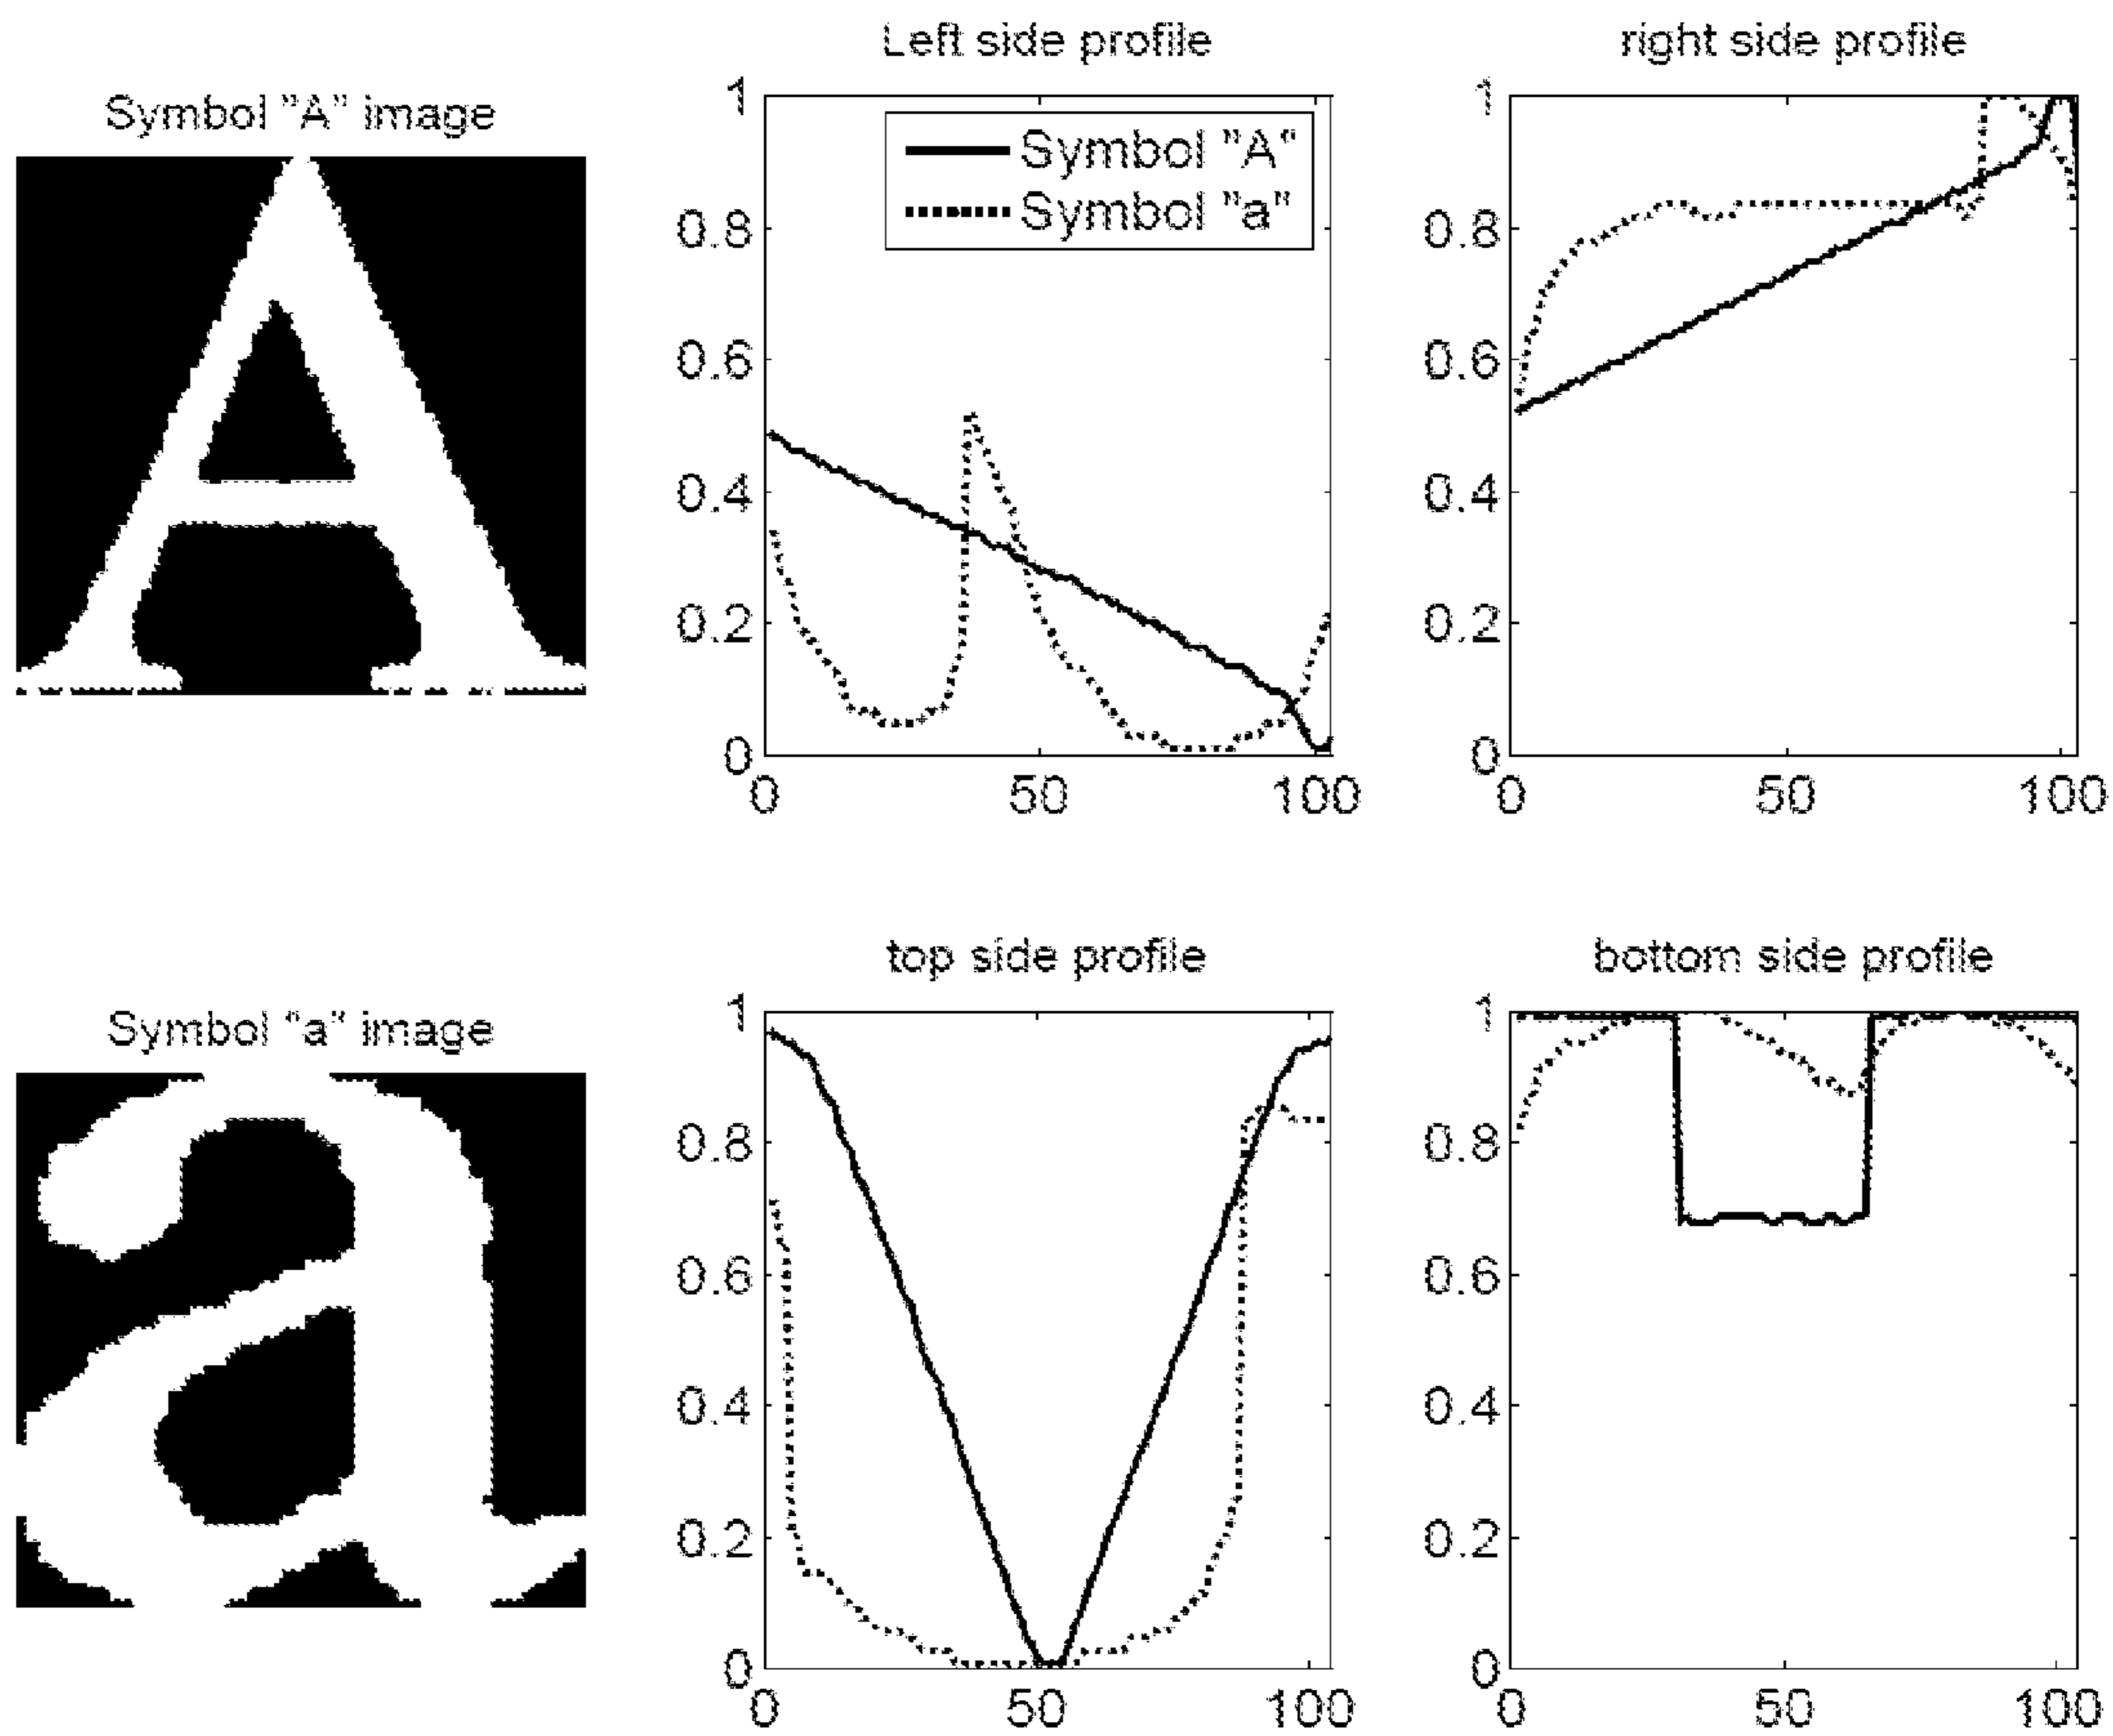 Symbol "A" image
Left side profile
Symbol "A"
Symbol "a"
1
0.8
0.6
0.4
0.2
0
0 50 100
right side profile
1
0.8
0.6
0.4
0.2
0
0 50 100
Symbol "a" image
A
a
top side profile
1
0.8
0.6
0.4
0.2
0
0 50 100
bottom side profile
1
0.8
0.6
0.4
0.2
0
0 50 100